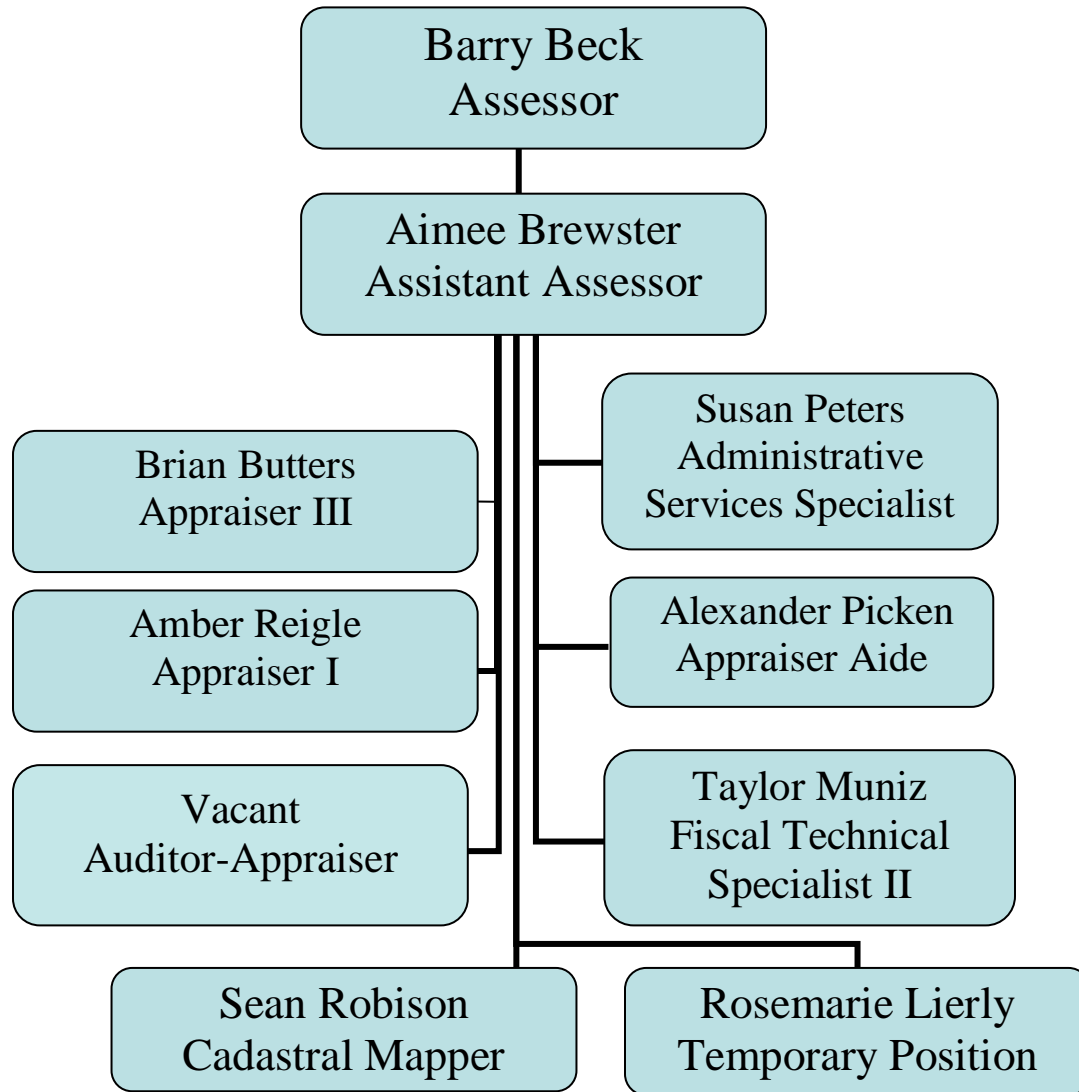 Barry Beck
Assessor
Aimee Brewster
Assistant Assessor
Brian Butters
Appraiser III
Amber Reigle
Appraiser I
Vacant
Auditor-Appraiser
Susan Peters
Administrative
Services Specialist
Alexander Picken
Appraiser Aide
Taylor Muniz
Fiscal Technical
Specialist II
Sean Robison
Cadastral Mapper
Rosemarie Lierly
Temporary Position